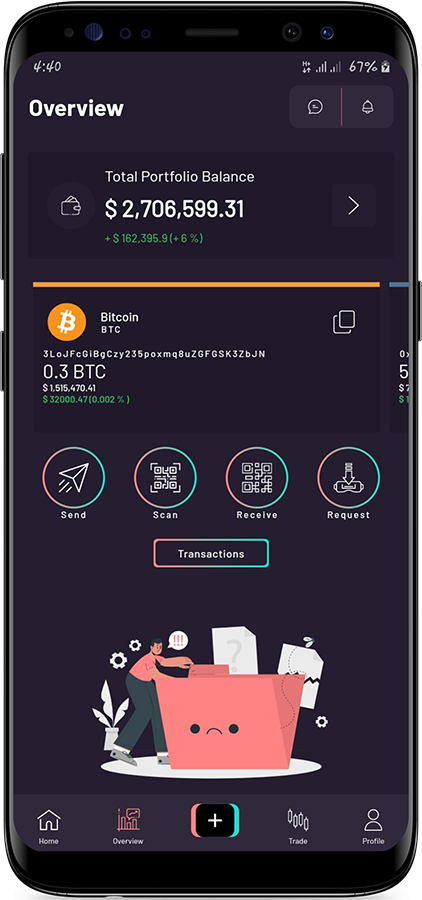 4:40
H+
67%
Overview
Total Portfolio Balance
$ 2,706,599.31
+ $ 162,395.9 (+ 6 %)
Bitcoin
BTC
3LoJFcGiBgCzy235poxmq8uZGFGSK3ZbJN
0.3 BTC
$ 1,515,470.41
$ 32000.47 (0.002 % )
0
5
$
$
Send
Scan
Receive
Request
Transactions
!!!
?
Home
Overview
+
Trade
Profile